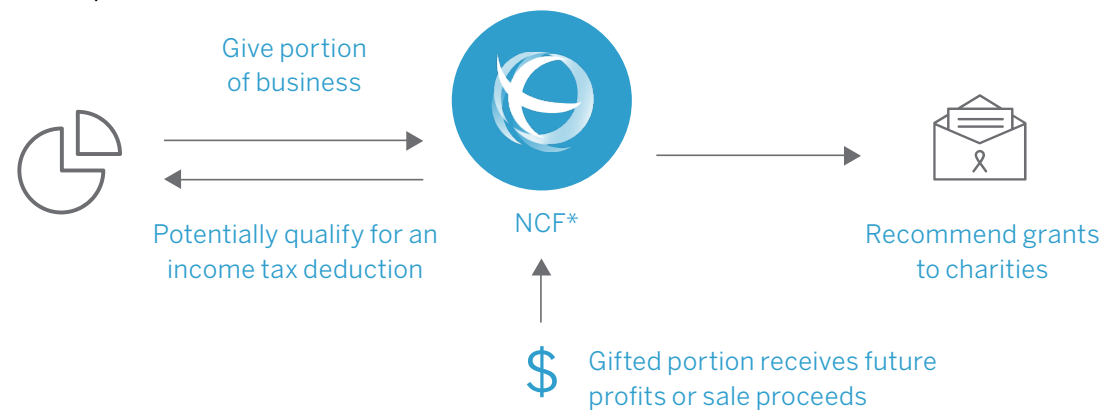 Give portion
of business
Potentially qualify for an
income tax deduction
NCF*
Recommend grants
to charities
$
Gifted portion receives future
profits or sale proceeds